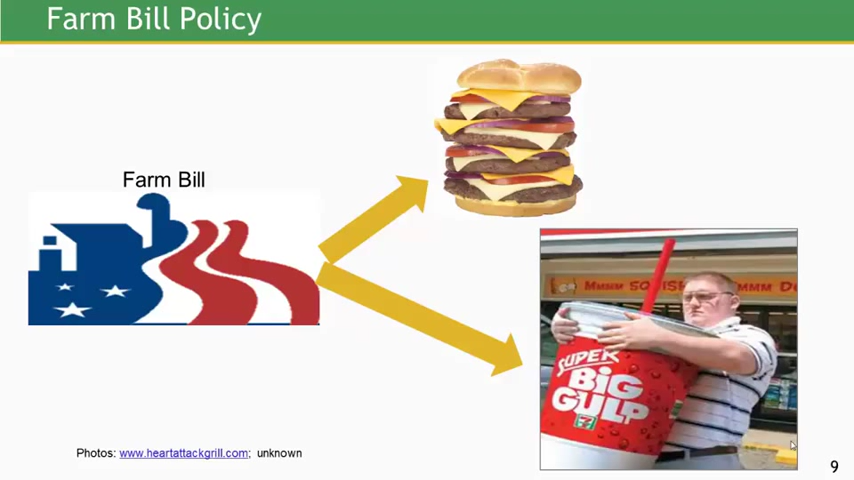 Farm Bill Policy
Farm Bill
SUPER
BiG
GULP
Photos: www.heartattackgrill.com; unknown
9